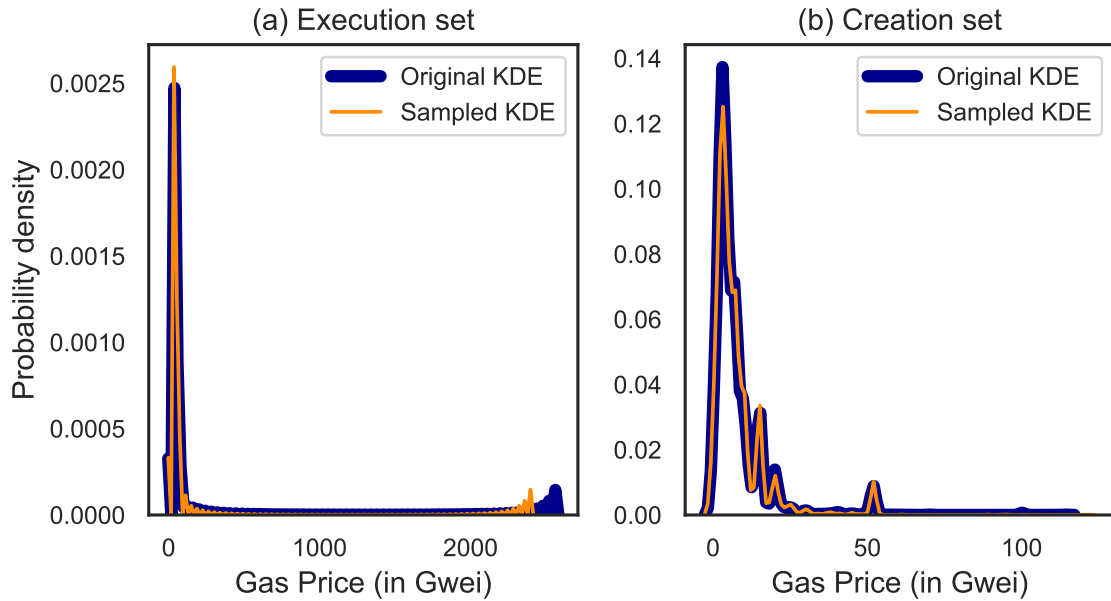 (a) Execution set
Probability density
0.0025
0.0020
0.0015
0.0010
0.0005
0.0000
Original KDE
Sampled KDE
0
1000
2000
Gas Price (in Gwei)
(b) Creation set
0.14
0.12
0.10
0.08
0.06
0.04
0.02
0.00
Original KDE
Sampled KDE
0
50
100
Gas Price (in Gwei)